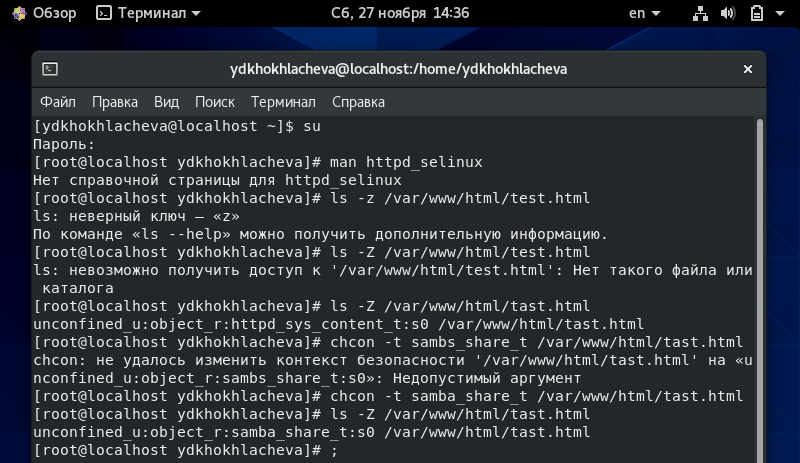 Обзор Терминал Сб, 27 ноября 14:36 en
ydkhokhlacheva@localhost:/home/ydkhokhlacheva
Файл Правка Вид Поиск Терминал Справка
[ydkhokhlacheva@localhost ~]$ su
Пароль:
[root@localhost ydkhokhlacheva]# man httpd_selinux
Нет справочной страницы для httpd_selinux
[root@localhost ydkhokhlacheva]# ls -z /var/www/html/test.html
ls: неверный ключ — «z»
По команде «ls --help» можно получить дополнительную информацию.
[root@localhost ydkhokhlacheva]# ls -Z /var/www/html/test.html
ls: невозможно получить доступ к '/var/www/html/test.html': Нет такого файла или
каталога
[root@localhost ydkhokhlacheva]# ls -Z /var/www/html/tast.html
unconfined_u:object_r:httpd_sys_content_t:s0 /var/www/html/tast.html
[root@localhost ydkhokhlacheva]# chcon -t sambs_share_t /var/www/html/tast.html
chcon: не удалось изменить контекст безопасности '/var/www/html/tast.html' на «u
nconfined_u:object_r:sambs_share_t:s0»: Недопустимый аргумент
[root@localhost ydkhokhlacheva]# chcon -t samba_share_t /var/www/html/tast.html
[root@localhost ydkhokhlacheva]# ls -Z /var/www/html/tast.html
unconfined_u:object_r:samba_share_t:s0 /var/www/html/tast.html
[root@localhost ydkhokhlacheva]# ;